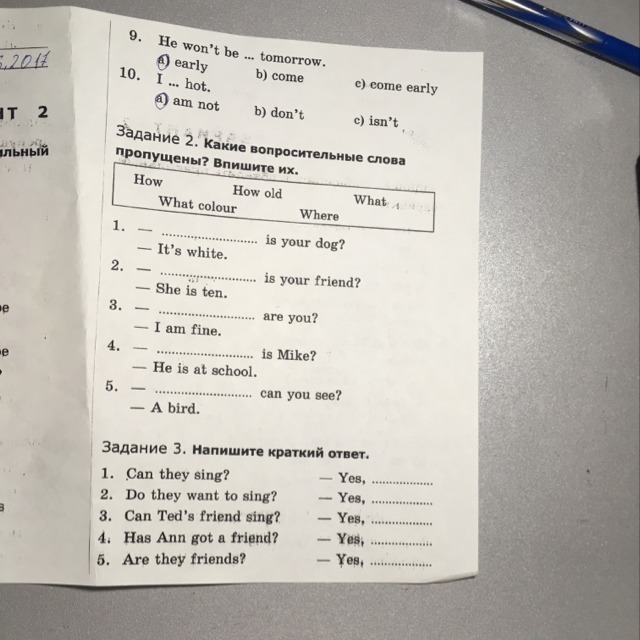 9. He won't be ... tomorrow.
a) early b) come c) come early
10. I ... hot.
a) am not b) don't c) isn't
Задание 2. Какие вопросительные слова
пропущены? Впишите их.
How How old What
What colour Where
1. — .......................... is your dog?
— It's white.
2. — .......................... is your friend?
— She is ten.
3. — .......................... are you?
— I am fine.
4. — .......................... is Mike?
— He is at school.
5. — .......................... can you see?
— A bird.
Задание 3. Напишите краткий ответ.
1. Can they sing? — Yes, ................
2. Do they want to sing? — Yes, ................
3. Can Ted's friend sing? — Yes, ................
4. Has Ann got a friend? — Yes, ................
5. Are they friends? — Yes, ................